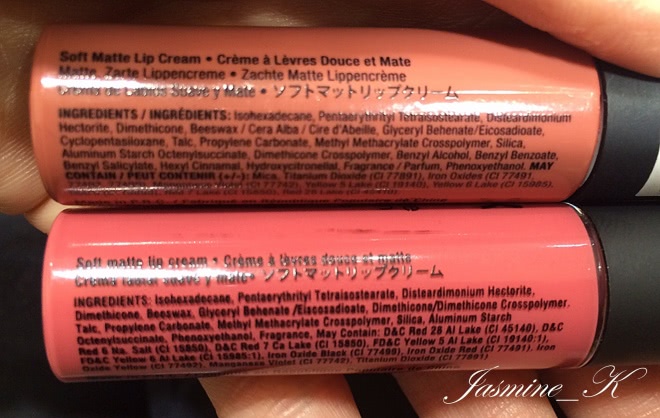 Soft Matte Lip Cream • Crème à Lèvres Douce et Mate
Matte, Zarte Lippencreme • Zachte Matte Lippencrème
Crema de Labios Suave y Mate • ソフトマットリップクリーム
INGREDIENTS / INGRÉDIENTS: Isohexadecane, Pentaerythrityl Tetraisostearate, Disteardimonium
Hectorite, Dimethicone, Beeswax / Cera Alba / Cire d'Abeille, Glyceryl Behenate/Eicosadioate,
Cyclopentasiloxane, Talc, Propylene Carbonate, Methyl Methacrylate Crosspolymer, Silica,
Aluminum Starch Octenylsuccinate, Dimethicone Crosspolymer, Benzyl Alcohol, Benzyl Benzoate,
Benzyl Salicylate, Hexyl Cinnamal, Hydroxycitronellal, Fragrance / Parfum, Phenoxyethanol. MAY
CONTAIN / PEUT CONTENIR (+/-): Mica, Titanium Dioxide (CI 77891), Iron Oxides (CI 77491,
(CI 77742), Yellow 5 Lake (CI 19140), Yellow 6 Lake (CI 15985),
Made in P.R.C. / Fabriqué en République
Soft matte lip cream • Crème à lèvres douce et matte
Crema labial suave y mate• ソフトマットリップクリーム
INGREDIENTS: Isohexadecane, Pentaerythrityl Tetraisostearate, Disteardimonium Hectorite,
Dimethicone, Beeswax, Glyceryl Behenate /Eiscosadioate, Dimethicone/Dimethicone Crosspolymer,
Talc, Propylene Carbonate, Methyl Methacrylate Crosspolymer, Silica, Aluminum Starch
Octenylsuccinate, Phenoxyethanol, Fragrance, May Contain: D&C Red 28 Al Lake (CI 45140), D&C
Red 6 Ba. Salt (CI 15850), D&C Red 7 Ca Lake (CI 15850), FD&C Yellow 5 Al Lake (CI 19140:1)
FD&C Yellow 6 Al Lake (CI 15985:1), Iron Oxide Black (CI 77499), Iron Oxide Red (CI 77491), Iron
Oxide Yellow (CI 77492), Manganese Violet (CI 77742), Titanium Dioxide (CI 77891)
Jasmine_K